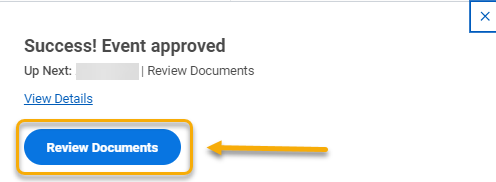 Success! Event approved
Up Next: | Review Documents
View Details
Review Documents